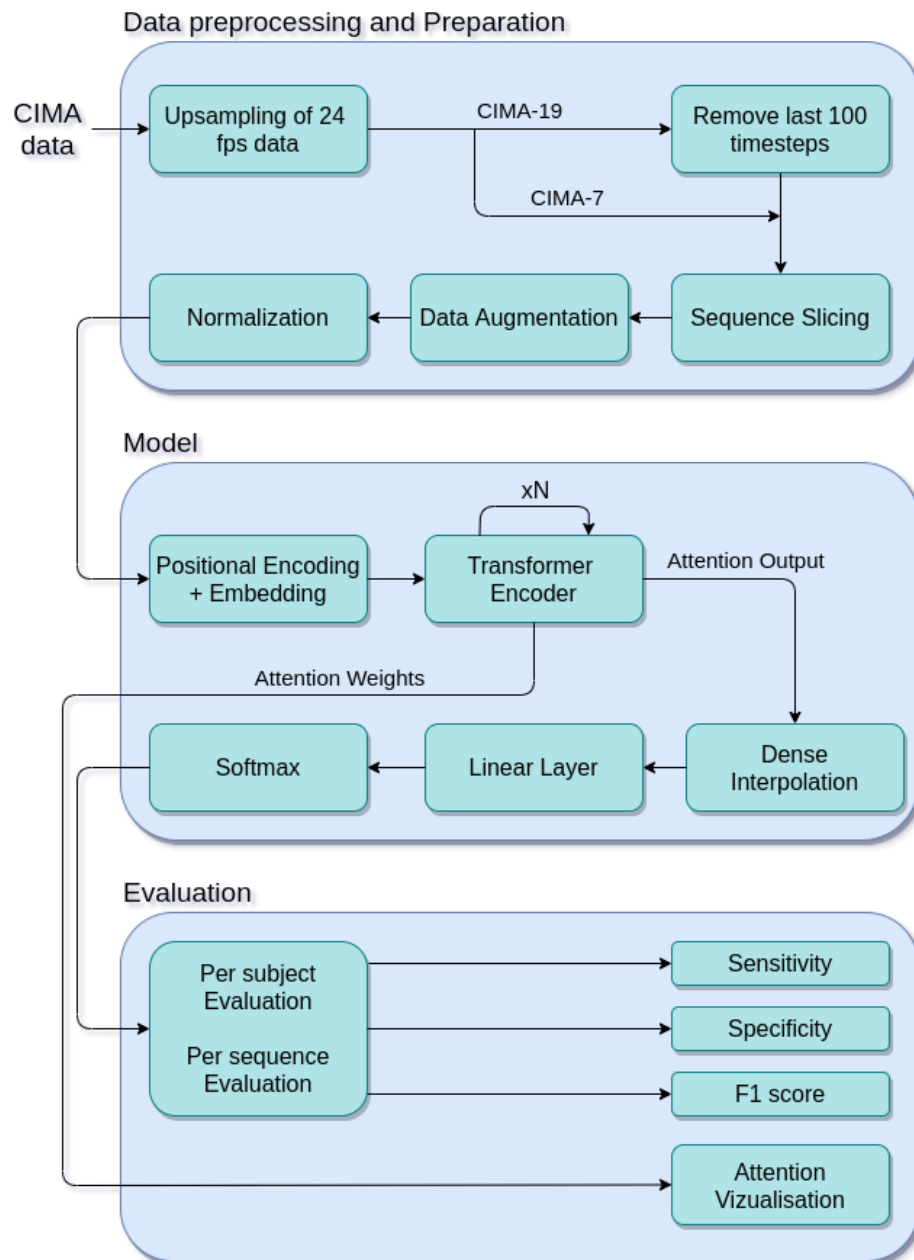 Data preprocessing and Preparation
CIMA
data
Upsampling of 24
fps data
CIMA-19
Remove last 100
timesteps
CIMA-7
Normalization
Data Augmentation
Sequence Slicing
Model
xN
Positional Encoding
+ Embedding
Transformer
Encoder
Attention Output
Attention Weights
Softmax
Linear Layer
Dense
Interpolation
Evaluation
Per subject
Evaluation
Per sequence
Evaluation
Sensitivity
Specificity
F1 score
Attention
Vizualisation